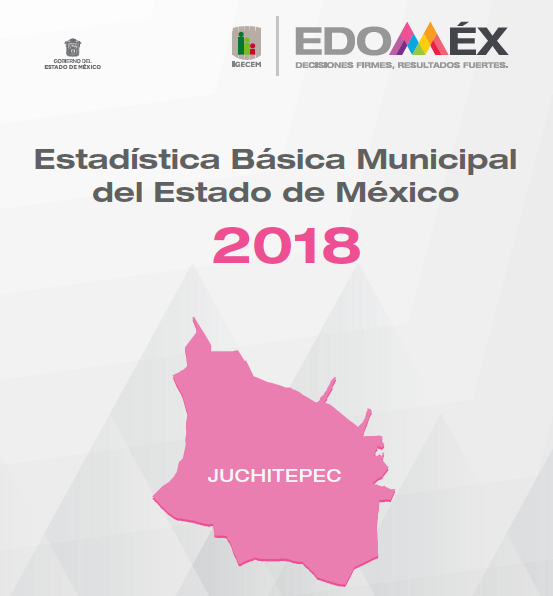 GOBIERNO DEL
ESTADO DE MÉXICO
IIGECEM
EDOMÉX
DECISIONES FIRMES, RESULTADOS FUERTES.
Estadística Básica Municipal
del Estado de México
2018
JUCHITEPEC